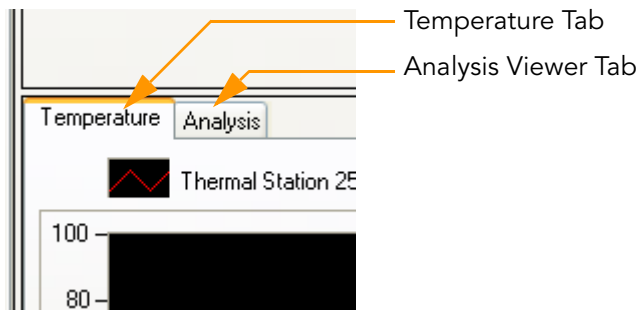 Temperature Tab
Analysis Viewer Tab
Temperature Analysis
Thermal Station 25
100
80